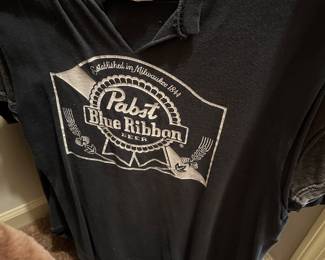 Established in Milwaukee 1844
Pabst
Blue Ribbon
BEER